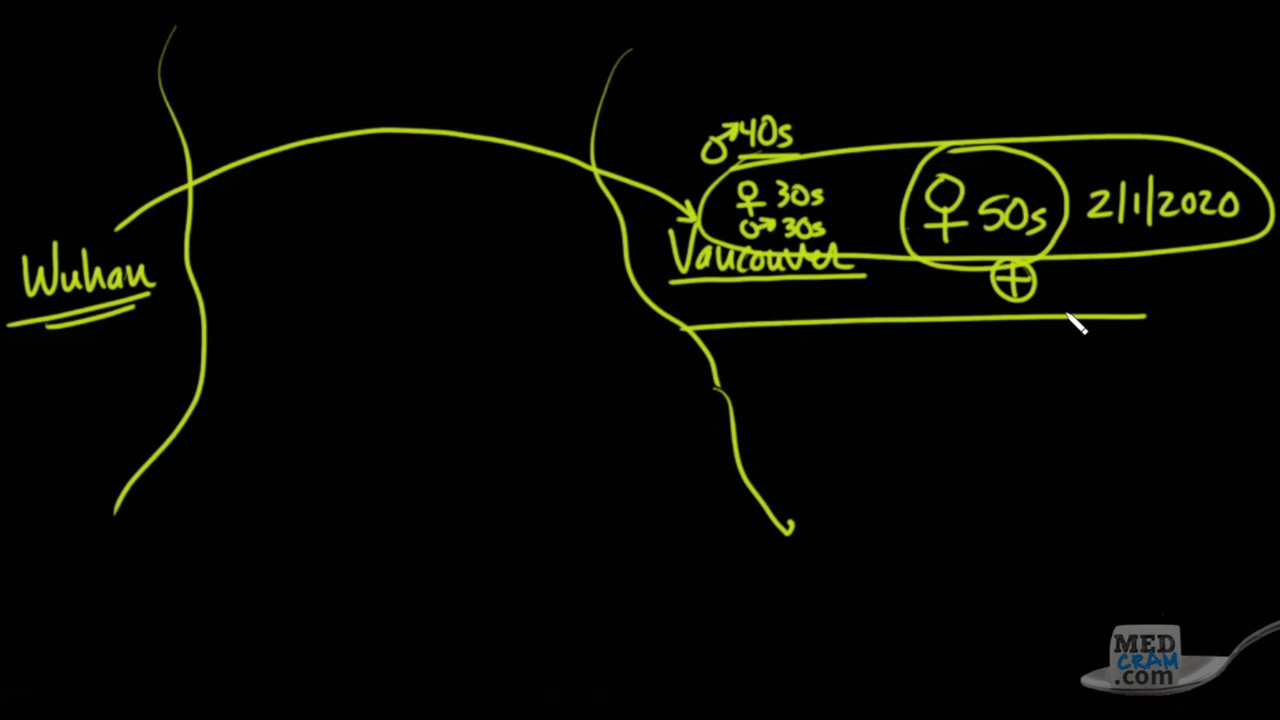 ♂40s
♀ 30s
♂ 30s
♀ 50s 2/1/2020
Wuhan
Vancouver
⊕
MED
CRAM
.com